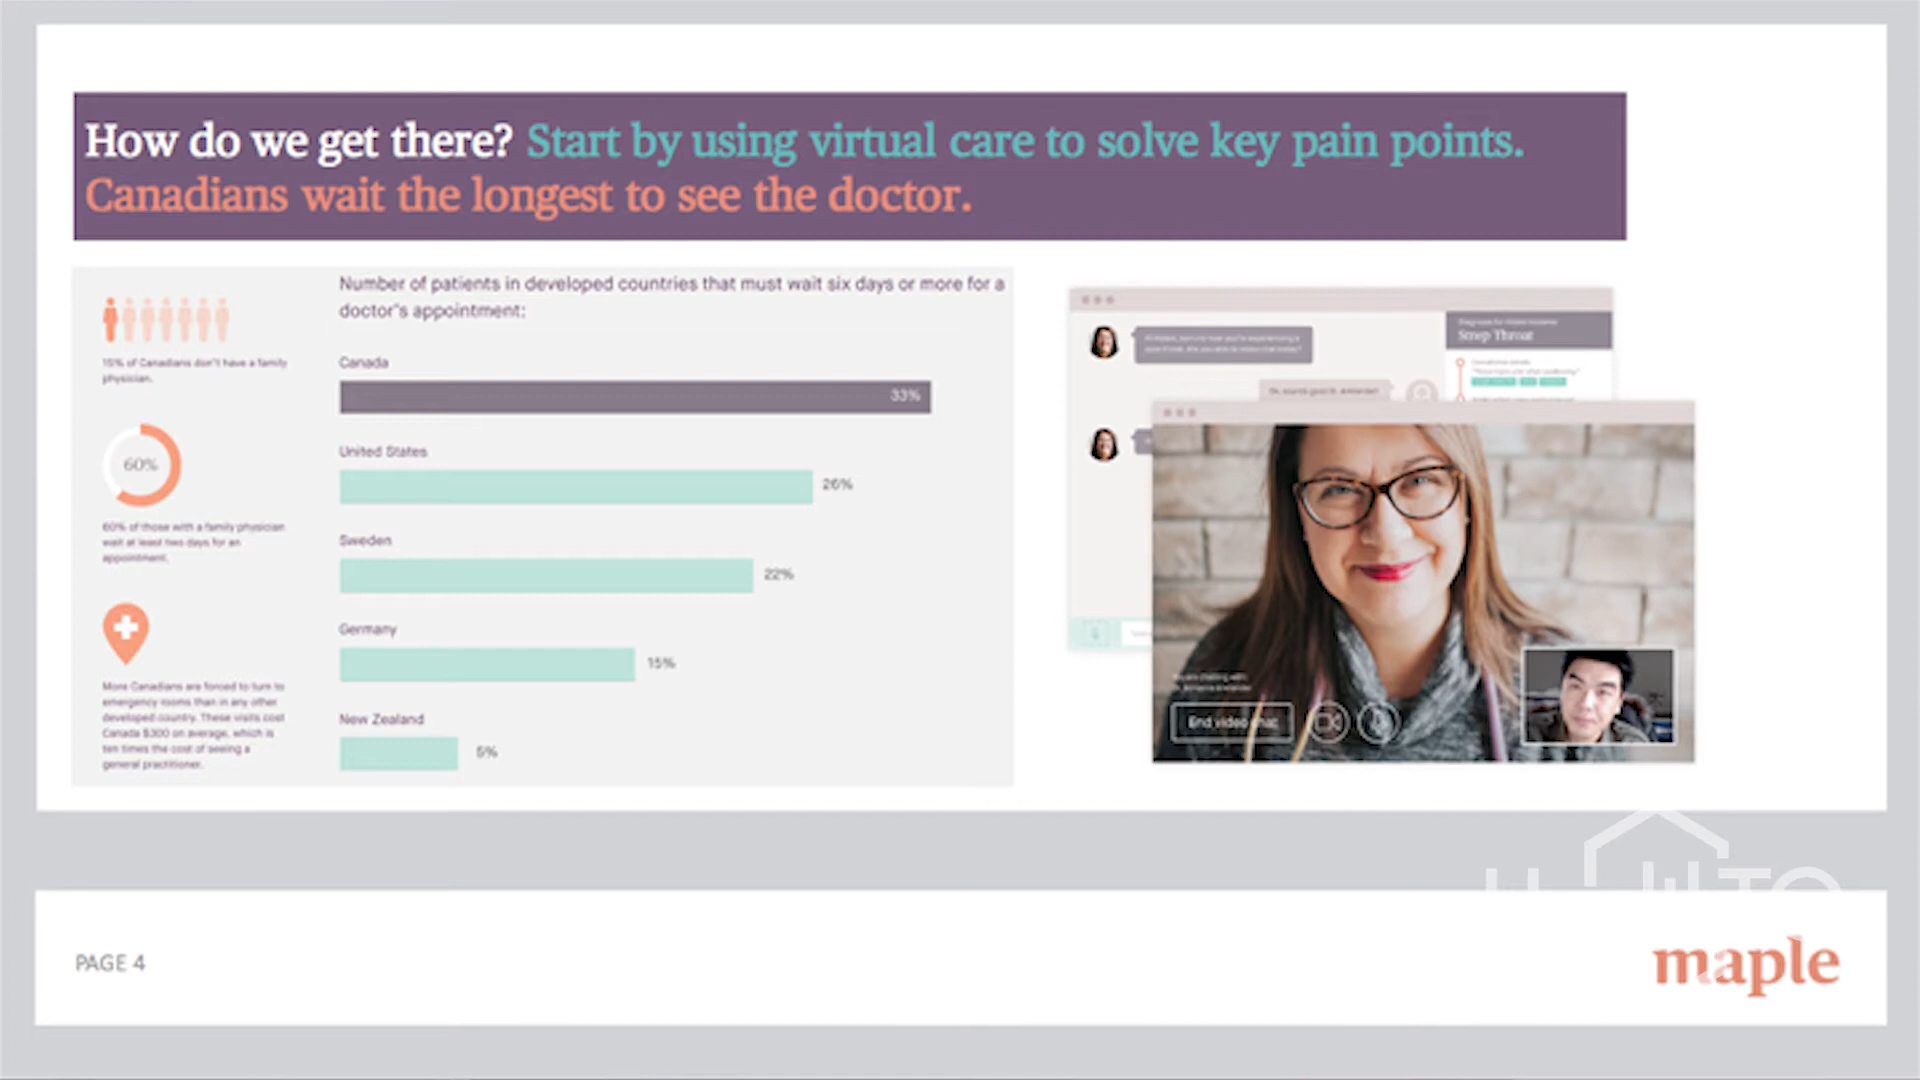 How do we get there? Start by using virtual care to solve key pain points.
Canadians wait the longest to see the doctor.
15% of Canadians don't have a family
physician.
60%
60% of those with a family physician
wait at least two days for an
appointment.
More Canadians are forced to turn to
emergency rooms than in any other
developed country. These visits cost
Canada $300 on average, which is
ten times the cost of seeing a
general practitioner.
Number of patients in developed countries that must wait six days or more for a
doctor's appointment:
Canada
33%
United States
26%
Sweden
22%
Germany
15%
New Zealand
5%
Strep Throat
End video chat
PAGE 4
maple